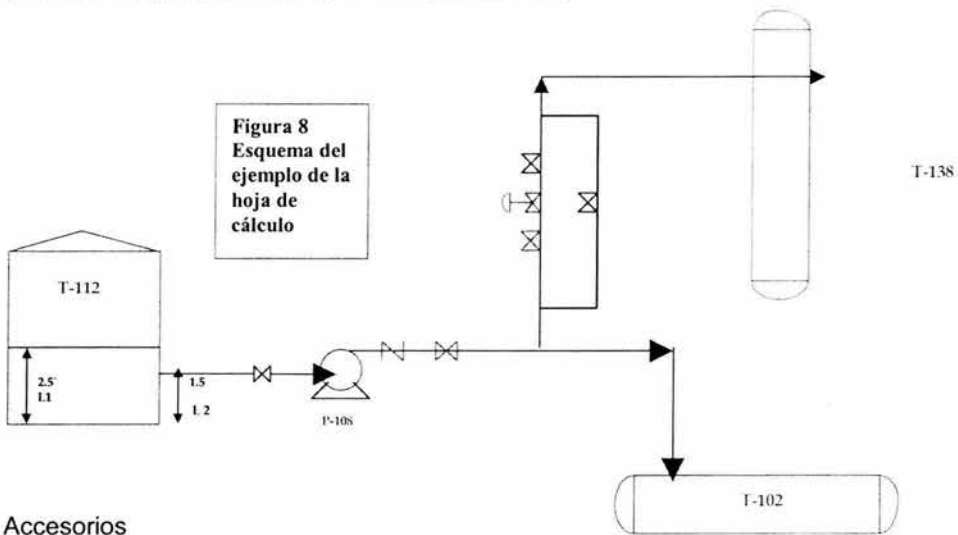 Figura 8
Esquema del
ejemplo de la
hoja de
cálculo
T-138
T-112
2.5'
L1
1.5
L 2
P-108
T-102
Accesorios